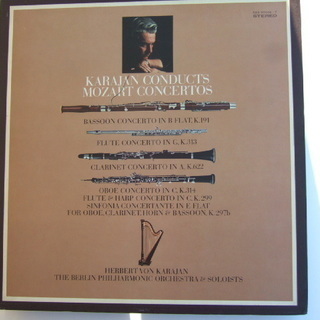 KARAJAN CONDUCTS
MOZART CONCERTOS
BASSOON CONCERTO IN B-FLAT, K.191
FLUTE CONCERTO IN G, K.313
CLARINET CONCERTO IN A, K.622
OBOE CONCERTO IN C, K.314
FLUTE & HARP CONCERTO IN C, K.299
SINFONIA CONCERTANTE, IN E-FLAT
FOR OBOE, CLARINET, HORN & BASSOON, K.297b
HERBERT VON KARAJAN
THE BERLIN PHILHARMONIC ORCHESTRA & SOLOISTS